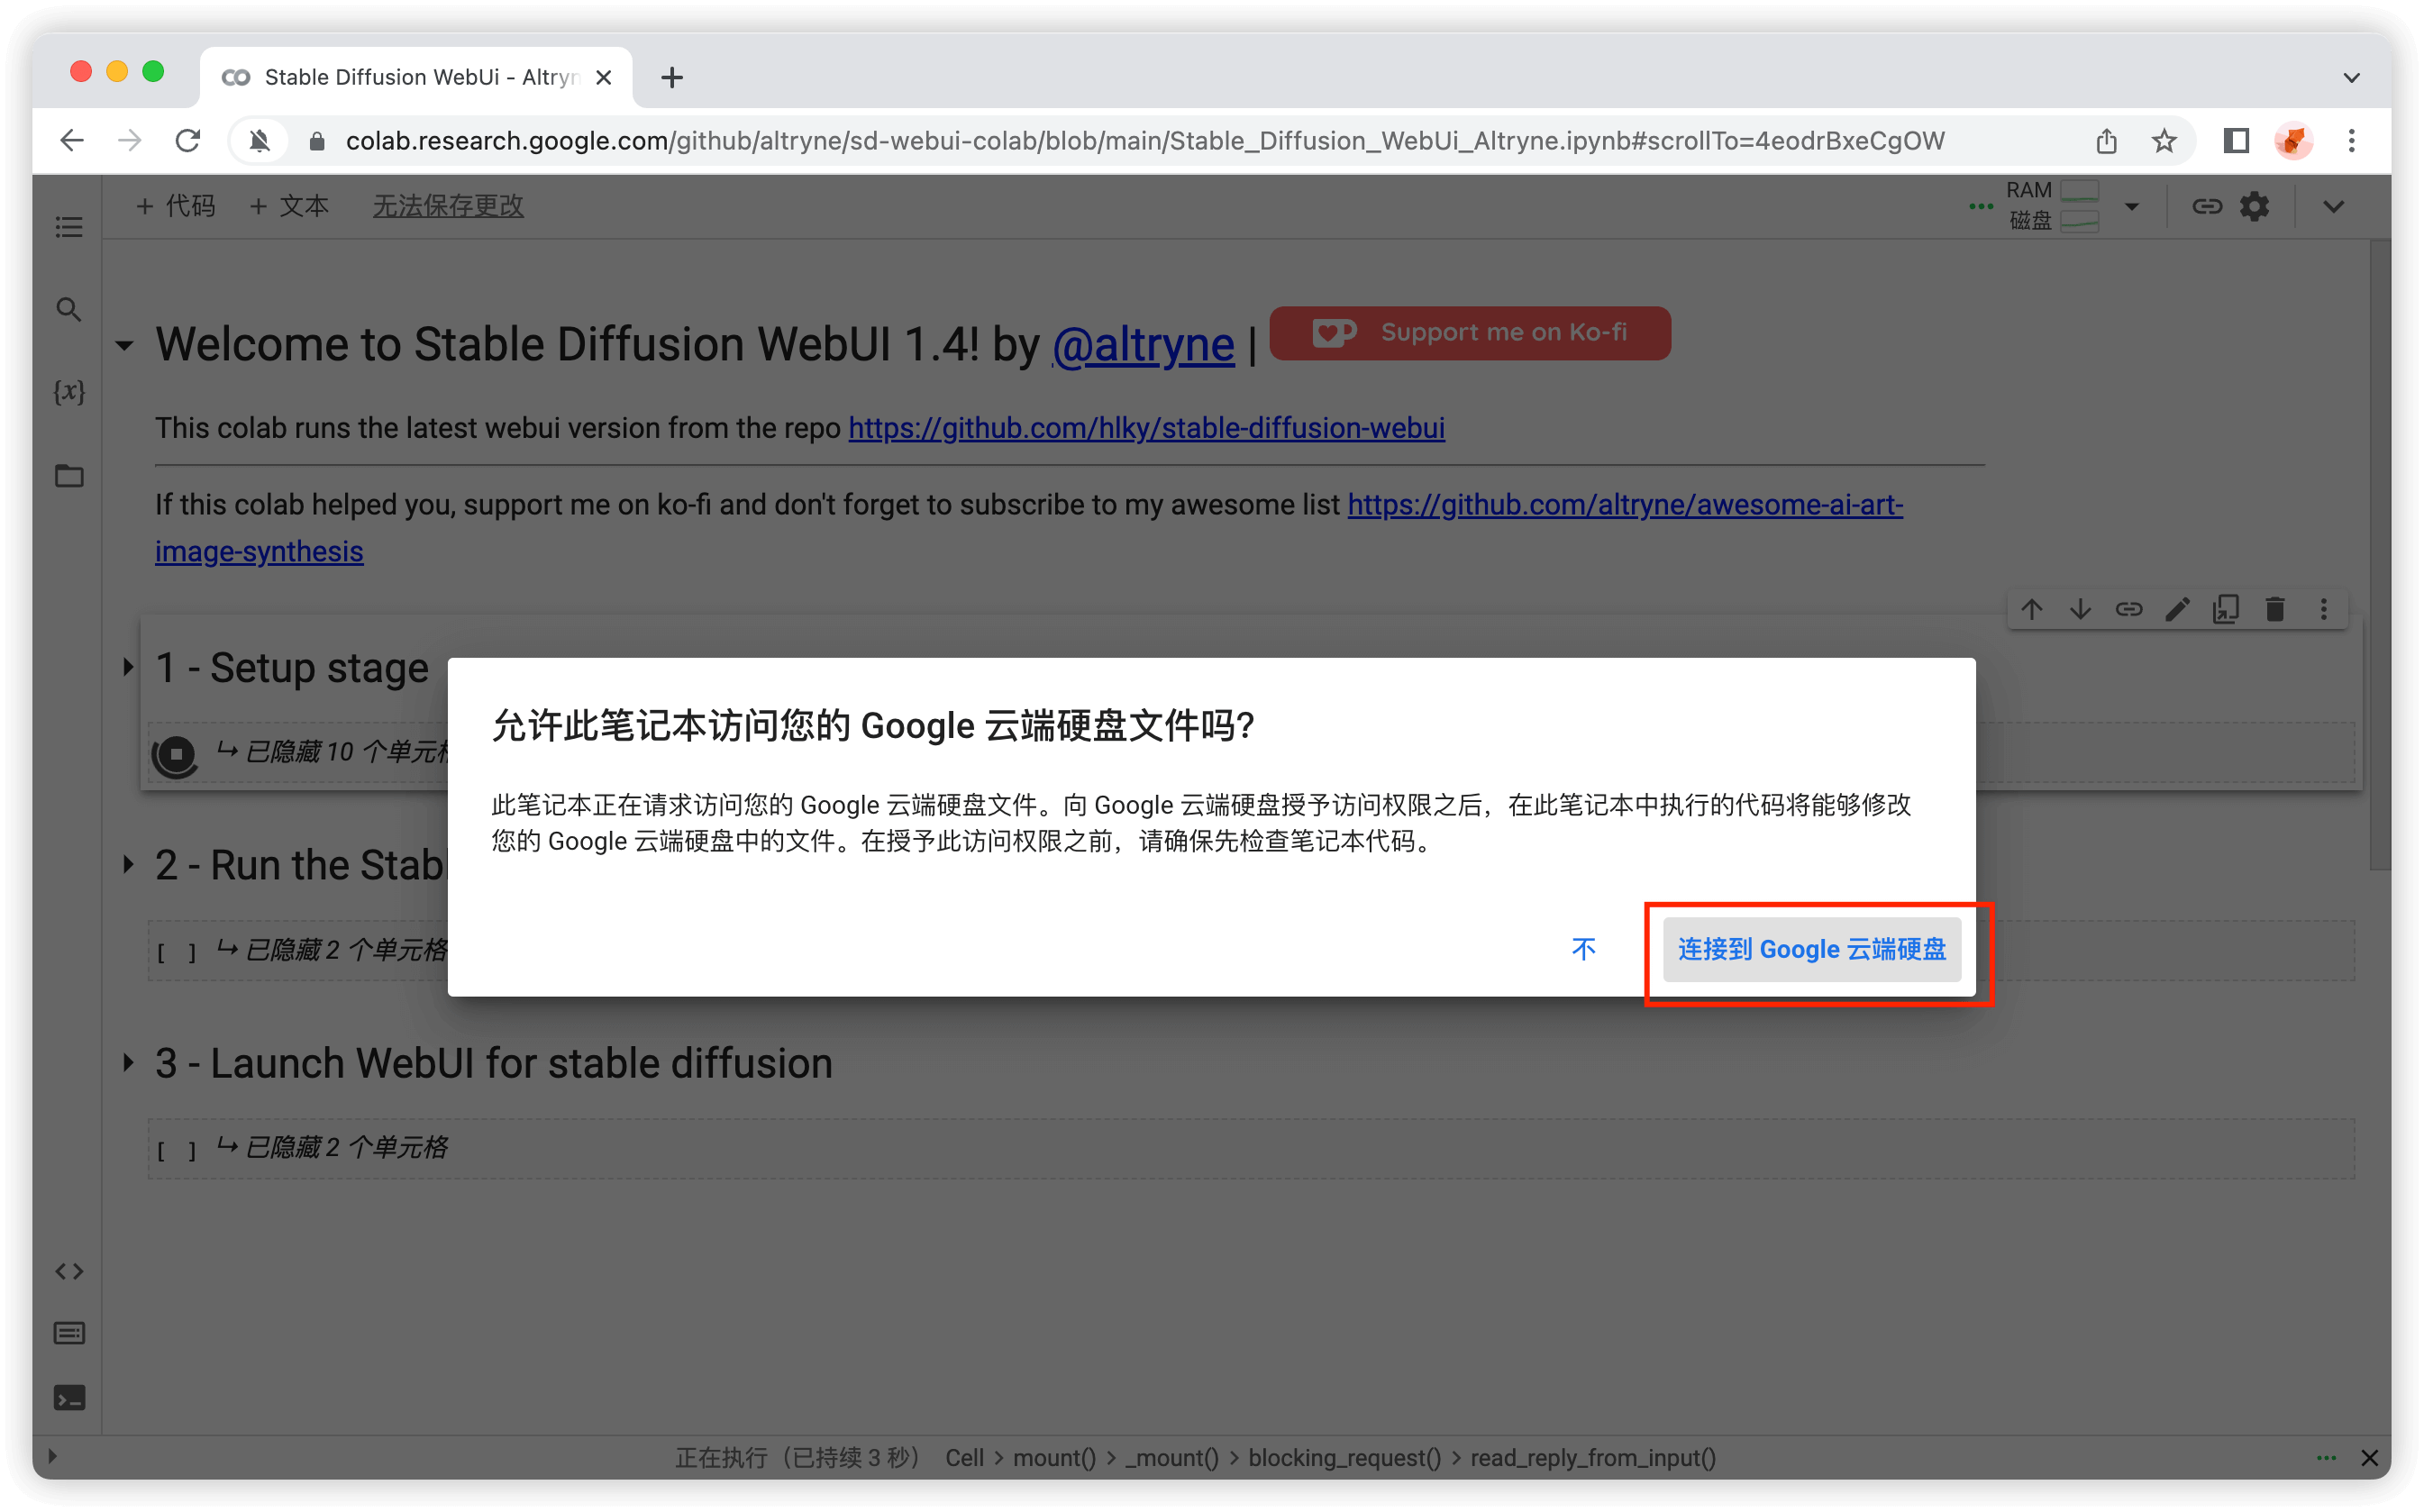 Stable Diffusion WebUi - Altryn
colab.research.google.com/github/altryne/sd-webui-colab/blob/main/Stable_Diffusion_WebUi_Altryne.ipynb#scrollTo=4eodrBxeCgOW
+ 代码 + 文本 无法保存更改
RAM
磁盘
{x}
Welcome to Stable Diffusion WebUI 1.4! by @altryne | Support me on Ko-fi
This colab runs the latest webui version from the repo https://github.com/hlky/stable-diffusion-webui
If this colab helped you, support me on ko-fi and don't forget to subscribe to my awesome list https://github.com/altryne/awesome-ai-art-
image-synthesis
1 - Setup stage
已隐藏 10 个单元格
允许此笔记本访问您的 Google 云端硬盘文件吗?
此笔记本正在请求访问您的 Google 云端硬盘文件。向 Google 云端硬盘授予访问权限之后，在此笔记本中执行的代码将能够修改
您的 Google 云端硬盘中的文件。在授予此访问权限之前，请确保先检查笔记本代码。
不
连接到 Google 云端硬盘
2 - Run the Stabl
[ ] 已隐藏 2 个单元格
3 - Launch WebUI for stable diffusion
[ ] 已隐藏 2 个单元格
正在执行（已持续 3 秒） Cell > mount() > _mount() > blocking_request() > read_reply_from_input()